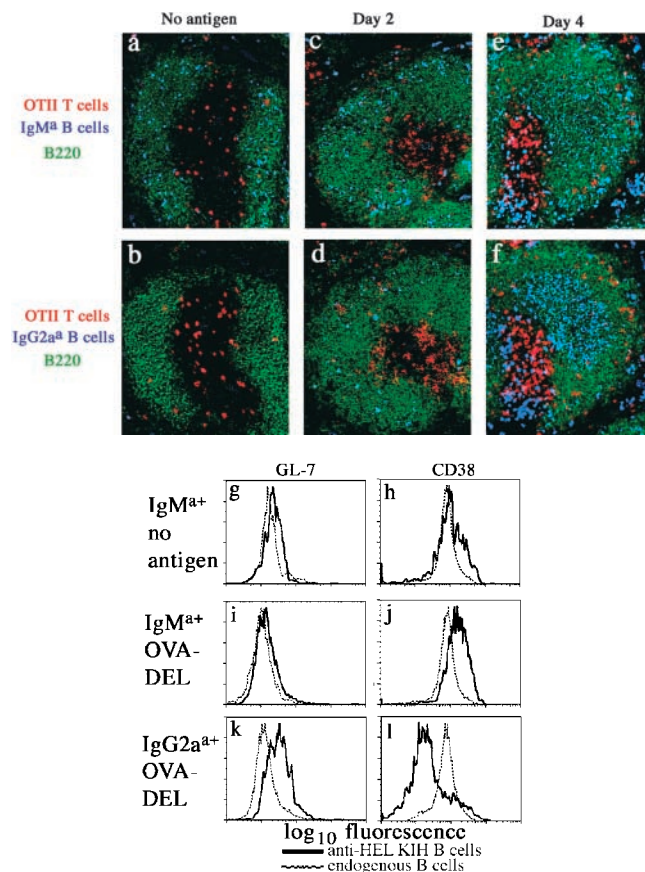 No antigen Day 2 Day 4
a c e
OTII T cells
IgMa B cells
B220
b d f
OTII T cells
IgG2aa B cells
B220
GL-7 CD38
g h
IgMa+
no
antigen
i j
IgMa+
OVA-
DEL
k l
IgG2aa+
OVA-
DEL
log10 fluorescence
anti-HEL KIH B cells
endogenous B cells